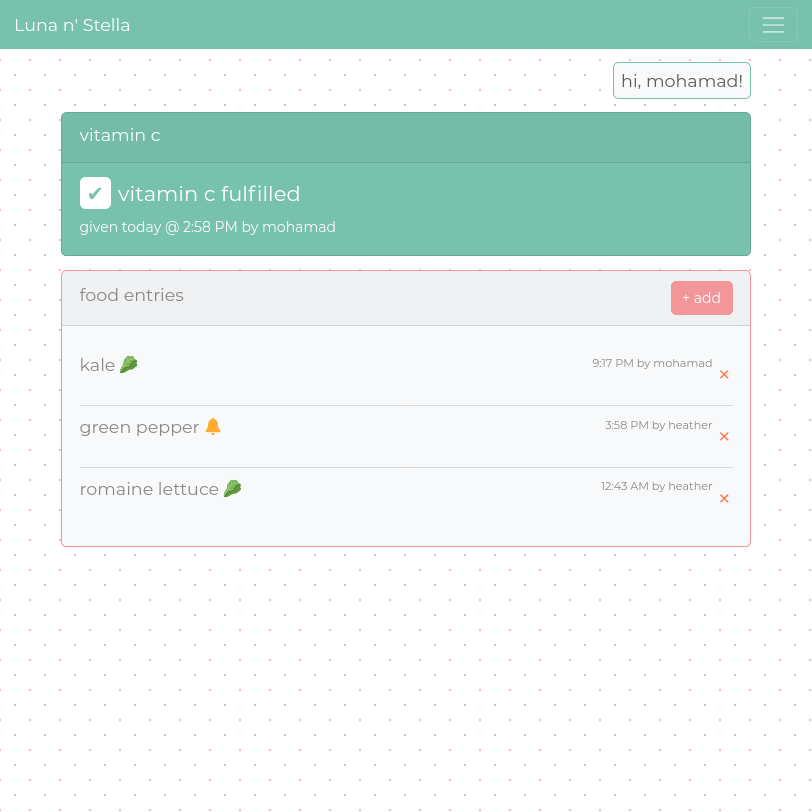 Luna n' Stella
hi, mohamad!
vitamin c
✔ vitamin c fulfilled
given today @ 2:58 PM by mohamad
food entries
+ add
kale 🥬
9:17 PM by mohamad ×
green pepper 🔔
3:58 PM by heather ×
romaine lettuce 🥬
12:43 AM by heather ×